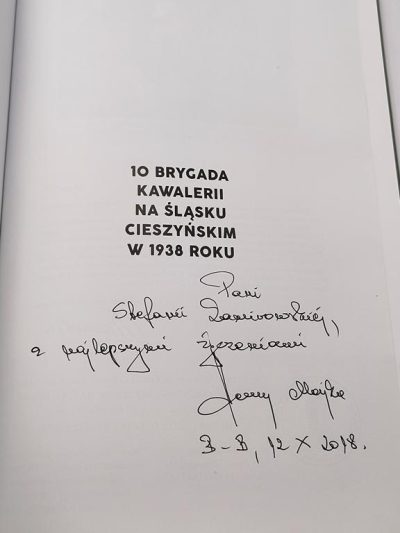 10 BRYGADA
KAWALERII
NA ŚLĄSKU
CIESZYŃSKIM
W 1938 ROKU
Pani
Stefanii
z najlepszymi życzeniami
Jerzy Majka
B-B, 12 X 2018.